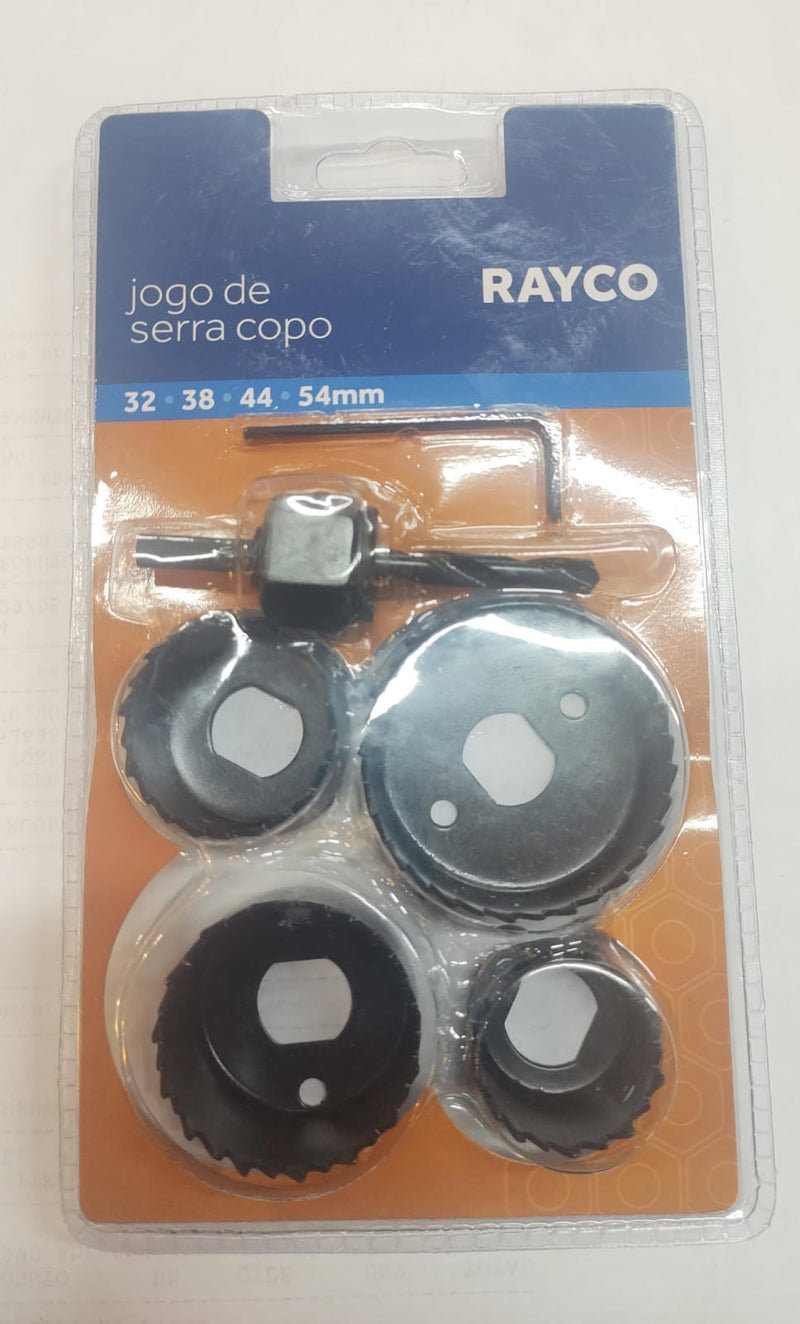 jogo de
serra copo
RAYCO
32 • 38 • 44 • 54mm